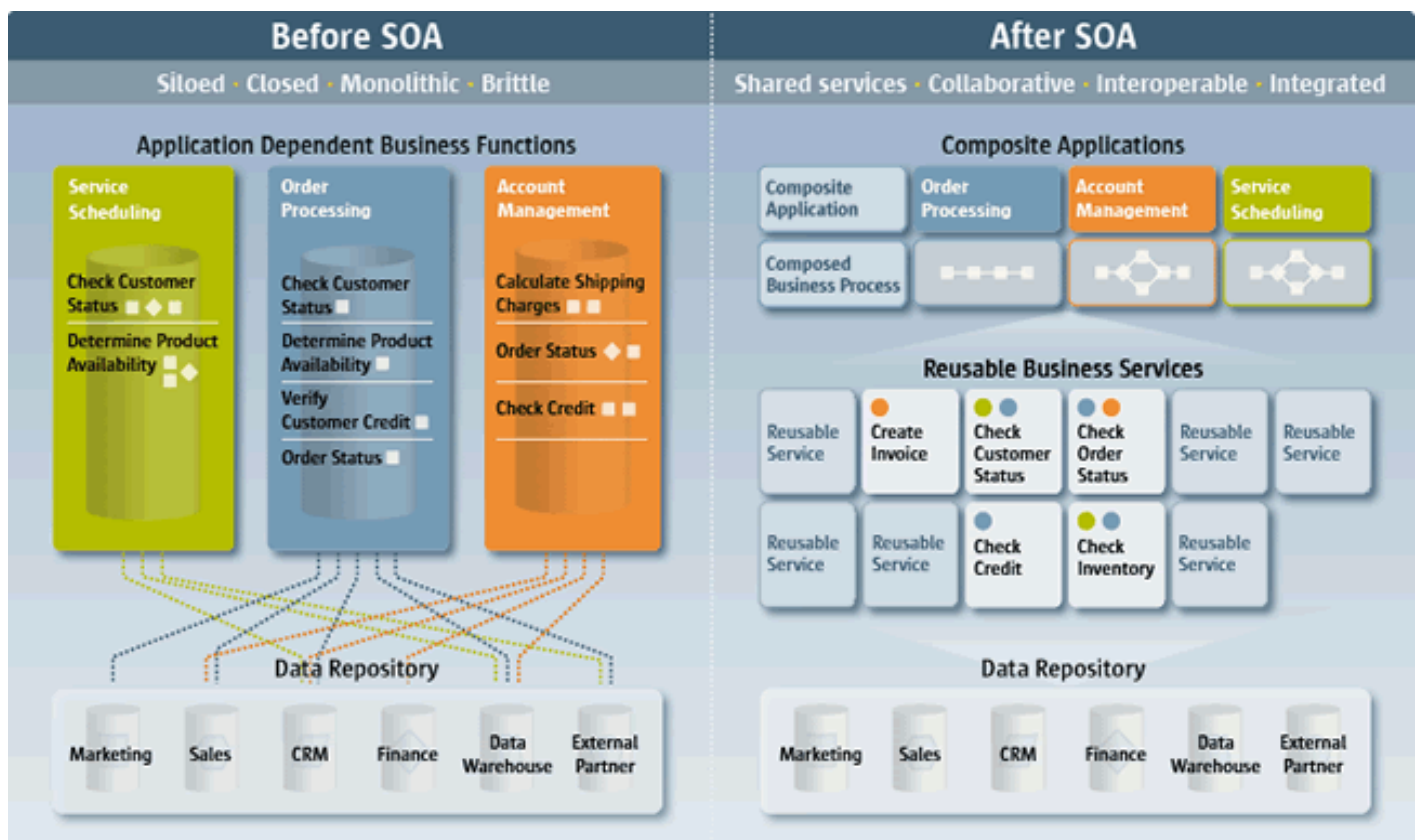 Before SOA
Siloed · Closed · Monolithic · Brittle
Application Dependent Business Functions
Service
Scheduling
Check Customer
Status
Determine Product
Availability
Order
Processing
Check Customer
Status
Determine Product
Availability
Verify
Customer Credit
Order Status
Account
Management
Calculate Shipping
Charges
Order Status
Check Credit
Data Repository
Marketing
Sales
CRM
Finance
Data
Warehouse
External
Partner
After SOA
Shared services · Collaborative · Interoperable · Integrated
Composite Applications
Composite
Application
Order
Processing
Account
Management
Service
Scheduling
Composed
Business Process
Reusable Business Services
Reusable
Service
Create
Invoice
Check
Customer
Status
Check
Order
Status
Reusable
Service
Reusable
Service
Reusable
Service
Reusable
Service
Check
Credit
Check
Inventory
Reusable
Service
Data Repository
Marketing
Sales
CRM
Finance
Data
Warehouse
External
Partner